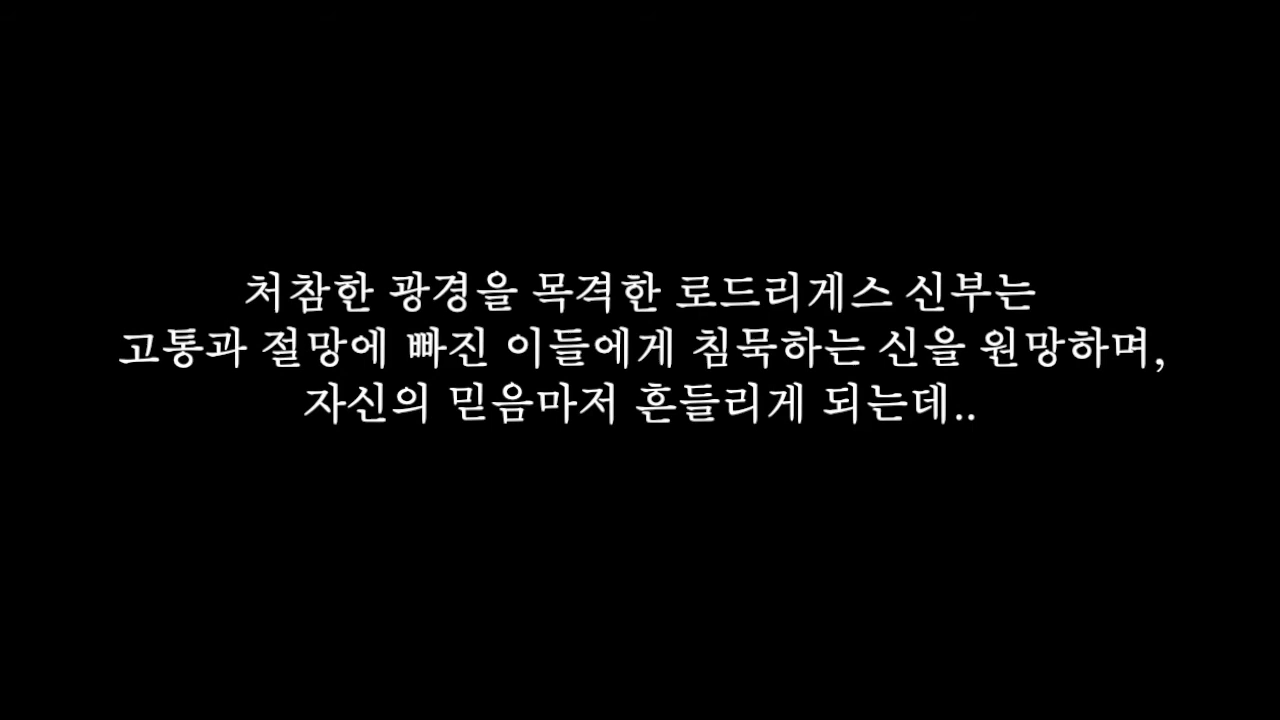 처참한 광경을 목격한 로드리게스 신부는
고통과 절망에 빠진 이들에게 침묵하는 신을 원망하며,
자신의 믿음마저 흔들리게 되는데..